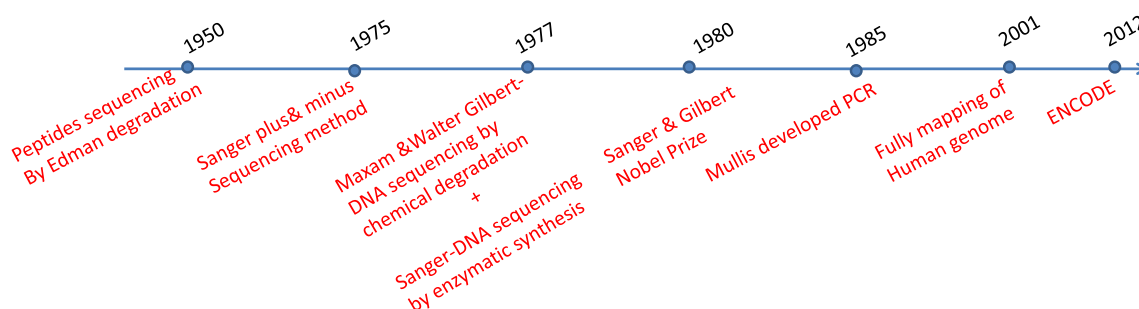 1950
Peptides sequencing
By Edman degradation
1975
Sanger plus& minus
Sequencing method
1977
Maxam &Walter Gilbert-
DNA sequencing by
chemical degradation
+
Sanger-DNA sequencing
by enzymatic synthesis
1980
Sanger & Gilbert
Nobel Prize
1985
Mullis developed PCR
2001
Fully mapping of
Human genome
2012
ENCODE